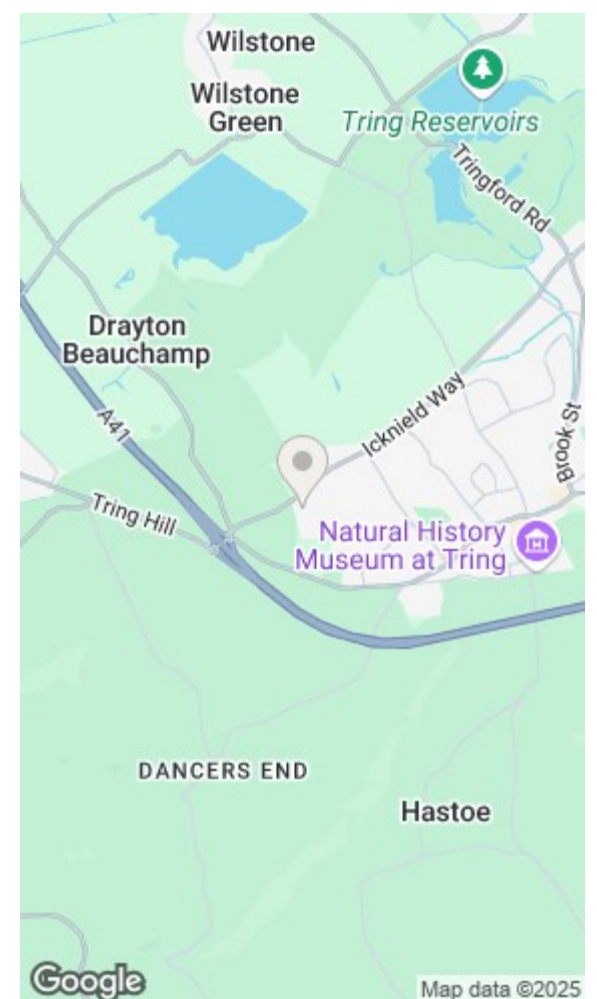 Wilstone
Wilstone
Green
Tring Reservoirs
Tringford Rd
Drayton
Beauchamp
A41
Icknield Way
Brook St
Tring Hill
Natural History
Museum at Tring
DANCERS END
Hastoe
Google
Map data ©2025